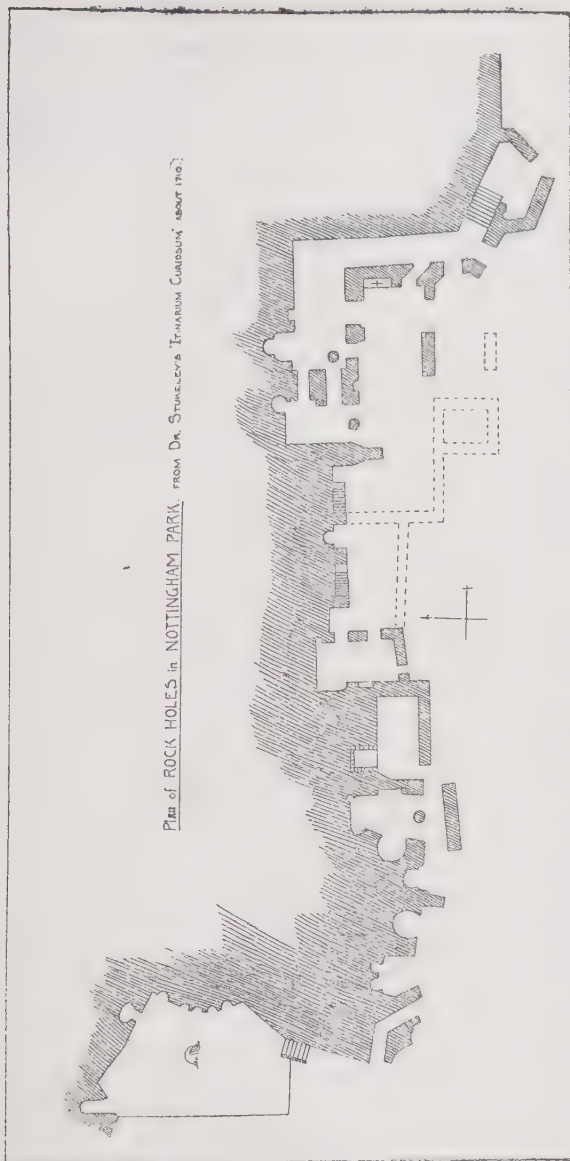 Plan of ROCK HOLES in NOTTINGHAM PARK. FROM DR. STUKELEY'S "ITINARIUM CURIOSUM" ABOUT 1710.)